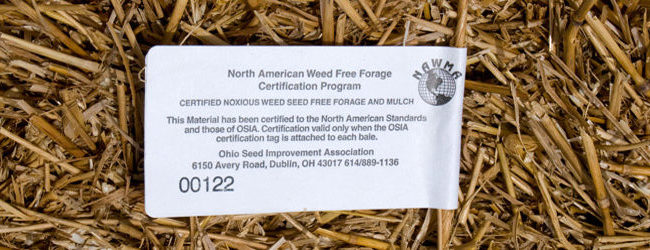 North American Weed Free Forage
Certification Program
NAWMA
CERTIFIED NOXIOUS WEED SEED FREE FORAGE AND MULCH
This Material has been certified to the North American Standards
and those of OSIA. Certification valid only when the OSIA
certification tag is attached to each bale.
Ohio Seed Improvement Association
6150 Avery Road, Dublin, OH 43017 614/889-1136
00122